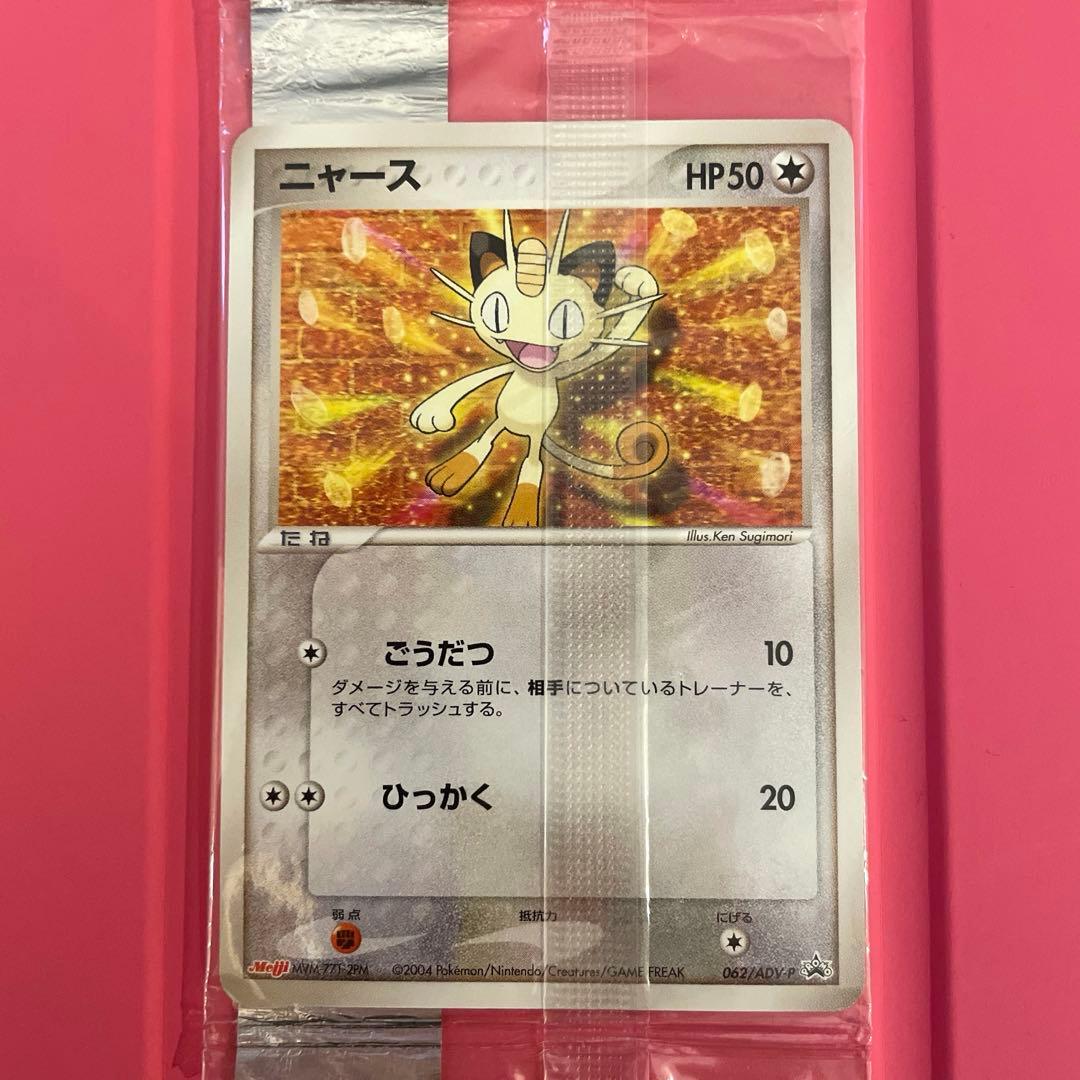 ニャース HP50
たね Illus.Ken Sugimori
ごうだつ 10
ダメージを与える前に、相手についているトレーナーを、
すべてトラッシュする。
ひっかく 20
弱点 抵抗力 にげる
Meiji MVM-771-2PM ©2004 Pokémon/Nintendo/Creatures/GAME FREAK 062/ADV-P